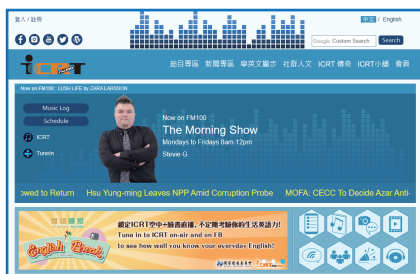 登入 / 註冊
中文 / English
Google Custom Search
Search
ICRT
節目專區 新聞專區 學英文撇步 社群人文 ICRT 傳奇 ICRT小舖 會員
Now on FM100: LUSH LIFE by ZARA LARSSON
Music Log
Schedule
ICRT
TuneIn
Now on FM100
The Morning Show
Mondays to Fridays 8am-12pm
Stevie G
owed to Return Hsu Yung-ming Leaves NPP Amid Corruption Probe MOFA: CECC To Decide Azar Anti-
English Break
鎖定ICRT空中+臉書直播，不定期考驗你的生活英語力!
Tune in to ICRT on-air and on FB
to see how well you know your everyday English!